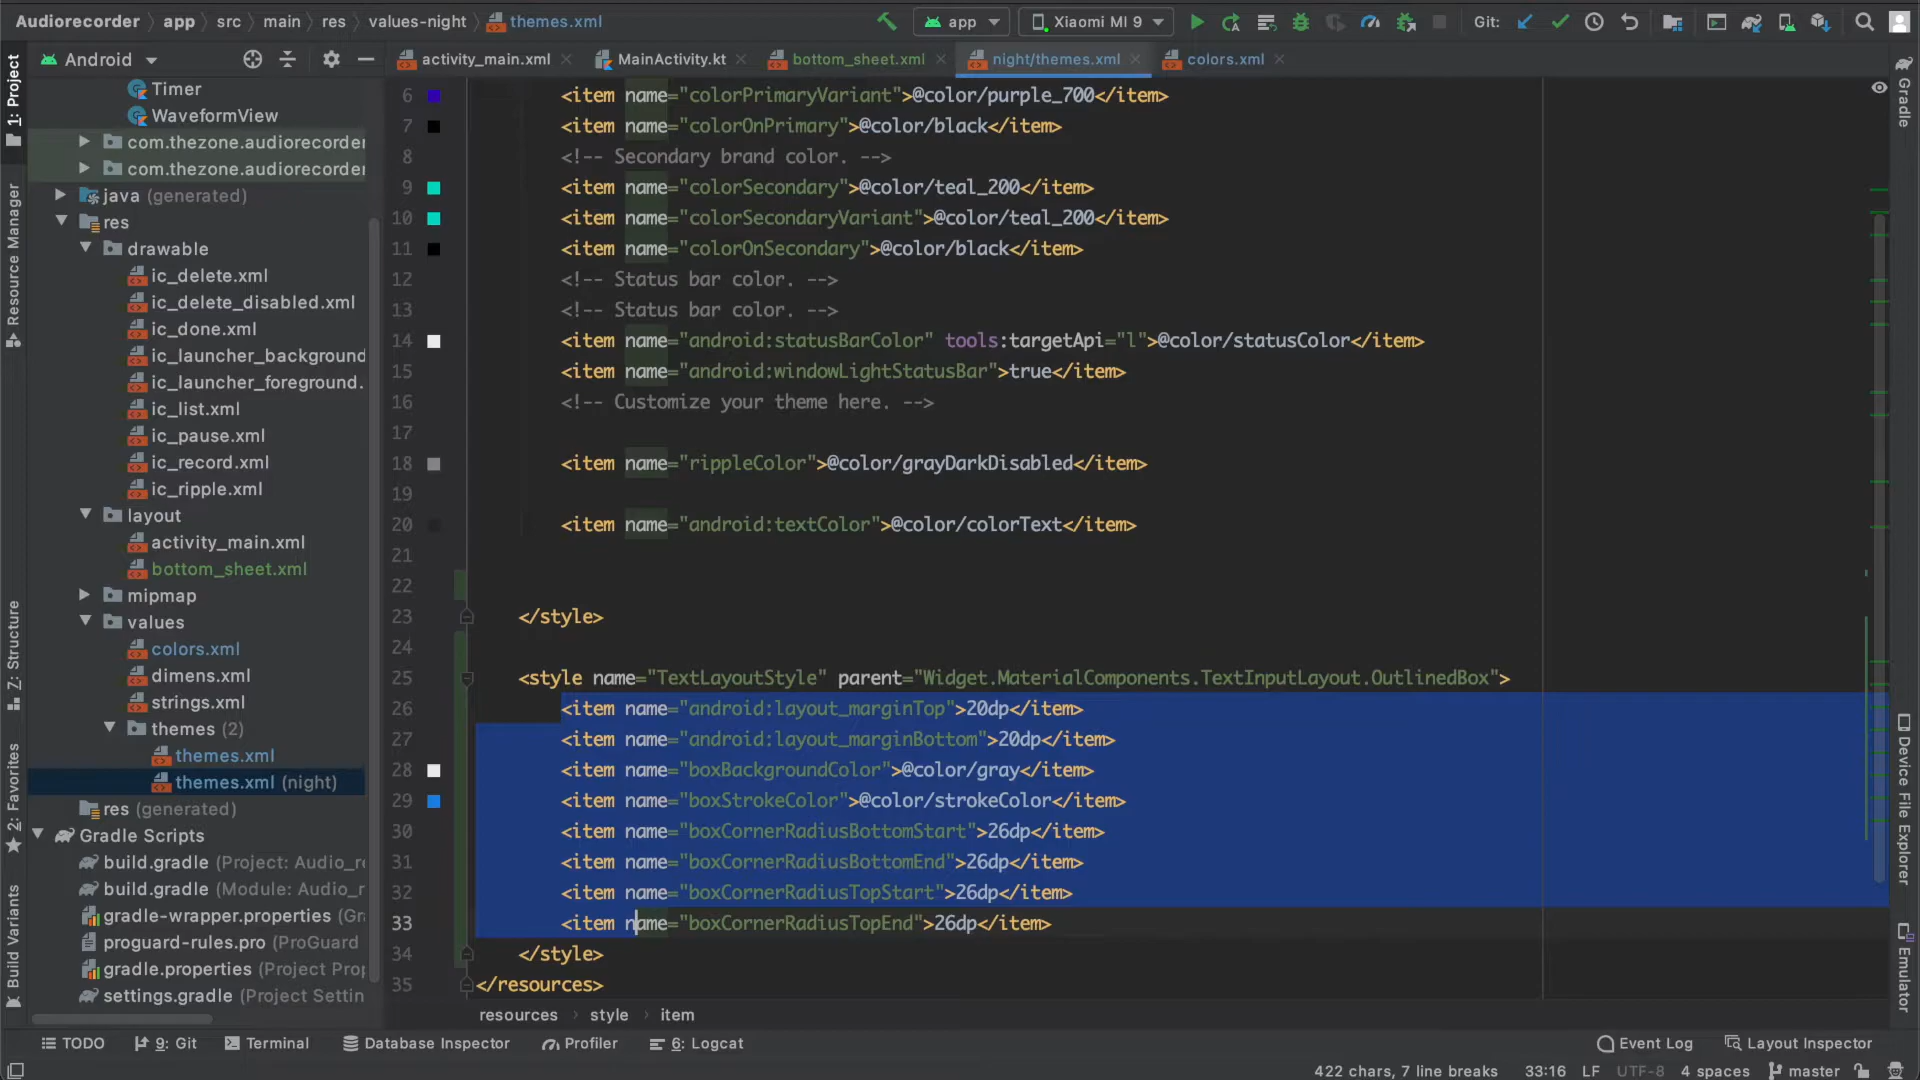 Audiorecorder app src main res values-night themes.xml app Xiaomi MI 9 Git:
Android activity_main.xml MainActivity.kt bottom_sheet.xml night/themes.xml colors.xml
1: Project
Resource Manager
Z: Structure
2: Favorites
Build Variants
Timer
WaveformView
com.thezone.audiorecorder
com.thezone.audiorecorder
java (generated)
res
drawable
ic_delete.xml
ic_delete_disabled.xml
ic_done.xml
ic_launcher_background
ic_launcher_foreground.
ic_list.xml
ic_pause.xml
ic_record.xml
ic_ripple.xml
layout
activity_main.xml
bottom_sheet.xml
mipmap
values
colors.xml
dimens.xml
strings.xml
themes (2)
themes.xml
themes.xml (night)
res (generated)
Gradle Scripts
build.gradle (Project: Audio_re
build.gradle (Module: Audio_r
gradle-wrapper.properties (Gra
proguard-rules.pro (ProGuard
gradle.properties (Project Prop
settings.gradle (Project Settin
6 <item name="colorPrimaryVariant">@color/purple_700</item>
7 <item name="colorOnPrimary">@color/black</item>
8 <!-- Secondary brand color. -->
9 <item name="colorSecondary">@color/teal_200</item>
10 <item name="colorSecondaryVariant">@color/teal_200</item>
11 <item name="colorOnSecondary">@color/black</item>
12 <!-- Status bar color. -->
13 <!-- Status bar color. -->
14 <item name="android:statusBarColor" tools:targetApi="l">@color/statusColor</item>
15 <item name="android:windowLightStatusBar">true</item>
16 <!-- Customize your theme here. -->
17
18 <item name="rippleColor">@color/grayDarkDisabled</item>
19
20 <item name="android:textColor">@color/colorText</item>
21
22
23 </style>
24
25 <style name="TextLayoutStyle" parent="Widget.MaterialComponents.TextInputLayout.OutlinedBox">
26 <item name="android:layout_marginTop">20dp</item>
27 <item name="android:layout_marginBottom">20dp</item>
28 <item name="boxBackgroundColor">@color/gray</item>
29 <item name="boxStrokeColor">@color/strokeColor</item>
30 <item name="boxCornerRadiusBottomStart">26dp</item>
31 <item name="boxCornerRadiusBottomEnd">26dp</item>
32 <item name="boxCornerRadiusTopStart">26dp</item>
33 <item name="boxCornerRadiusTopEnd">26dp</item>
34 </style>
35 </resources>
resources style item
Gradle
Device File Explorer
Emulator
TODO 9: Git Terminal Database Inspector Profiler 6: Logcat Event Log Layout Inspector
422 chars, 7 line breaks 33:16 LF UTF-8 4 spaces master